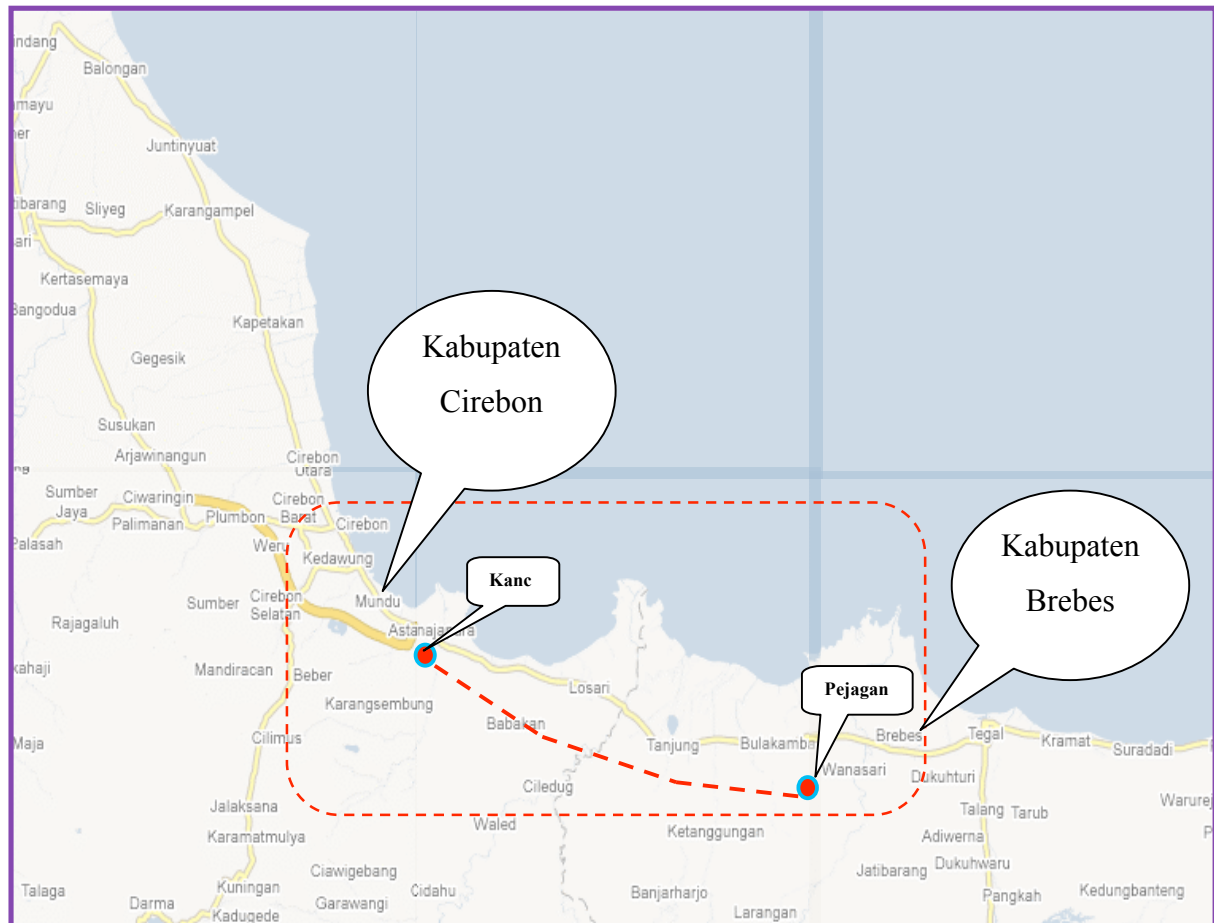 indang
Balongan
amayu
er
Juntinyuat
tibarang
Sliyeg
Karangampel
sari
Kertasemaya
Bangodua
Kapetakan
Kabupaten
Cirebon
Gegesik
Susukan
Arjawinangun
Cirebon
Utara
Sumber
Jaya
Ciwaringin
Cirebon
Barat
Palimanan
Plumbon
Cirebon
Palasah
Weru
Kedawung
Kanc
Kabupaten
Brebes
Sumber
Cirebon
Selatan
Mundu
Rajagaluh
Astanajapura
kahaji
Mandiracan
Beber
Losari
Pejagan
Karangsembung
Babakan
Maja
Cilimus
Tanjung
Bulakamba
Brebes
Tegal
Kramat
Suradadi
Wanasari
Dukuhturi
Ciledug
Jalaksana
Talang
Tarub
Warurej
Karamatmulya
Waled
Ketanggungan
Adiwerna
P
Ciawigebang
Jatibarang
Dukuhwaru
Talaga
Kuningan
Cidahu
Banjarharjo
Pangkah
Kedungbanteng
Darma
Garawangi
Kadugede
Larangan